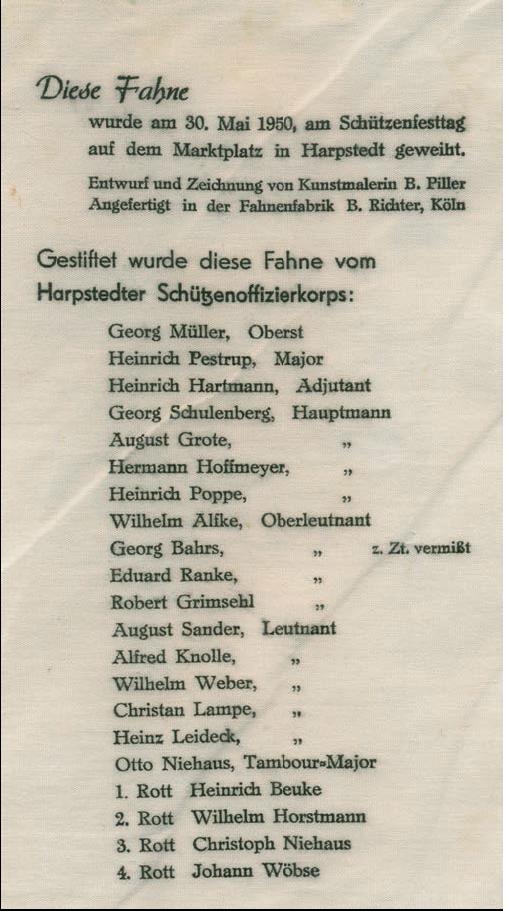 Diese Fahne
wurde am 30. Mai 1950, am Schützenfesttag
auf dem Marktplatz in Harpstedt geweiht.
Entwurf und Zeichnung von Kunstmalerin B. Piller
Angefertigt in der Fahnenfabrik B. Richter, Köln
Gestiftet wurde diese Fahne vom
Harpstedter Schützenoffizierkorps:
Georg Müller, Oberst
Heinrich Pestrup, Major
Heinrich Hartmann, Adjutant
Georg Schulenberg, Hauptmann
August Grote, „
Hermann Hoffmeyer, „
Heinrich Poppe, „
Wilhelm Alfke, Oberleutnant
Georg Bahrs, „ z. Zt. vermißt
Eduard Ranke, „
Robert Grimsehl „
August Sander, Leutnant
Alfred Knolle, „
Wilhelm Weber, „
Christan Lampe, „
Heinz Leideck, „
Otto Niehaus, Tambour=Major
1. Rott Heinrich Beuke
2. Rott Wilhelm Horstmann
3. Rott Christoph Niehaus
4. Rott Johann Wöbse